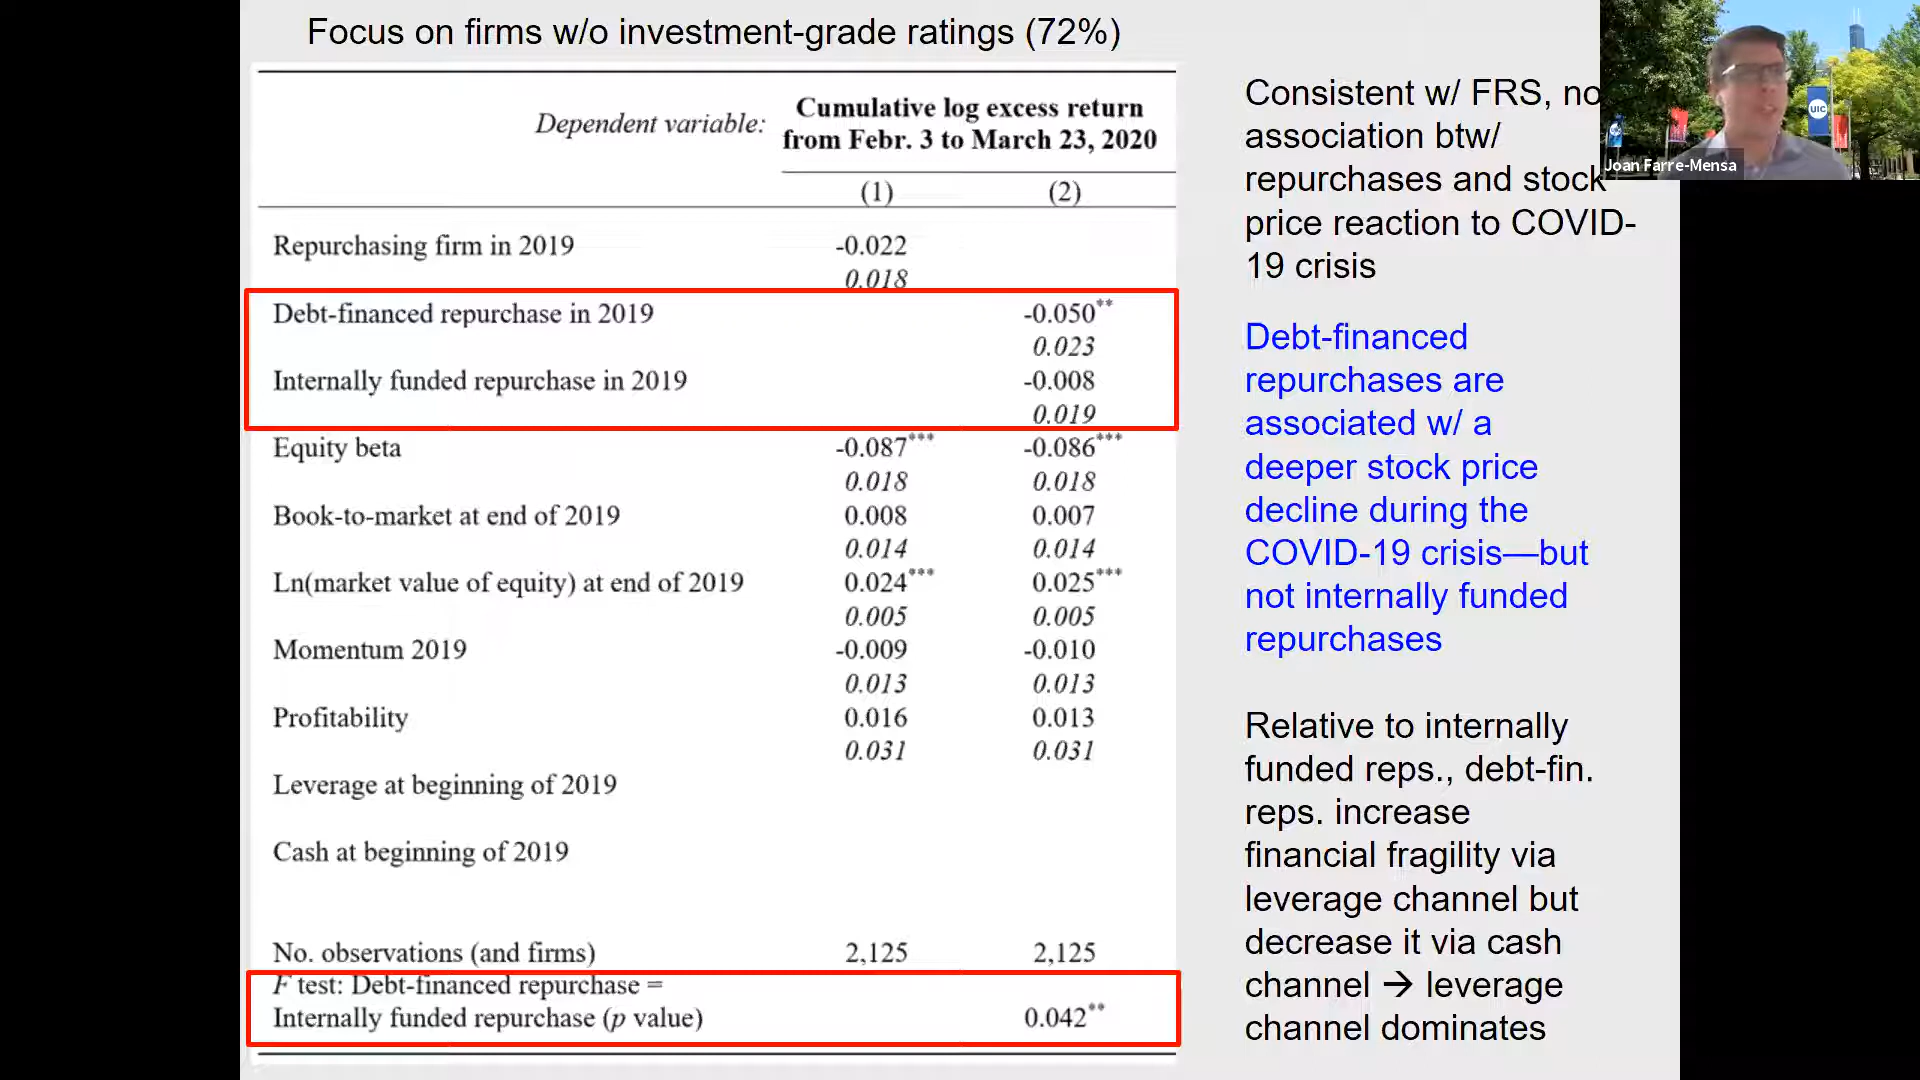 Focus on firms w/o investment-grade ratings (72%)
Dependent variable:
Cumulative log excess return
from Febr. 3 to March 23, 2020
(1) (2)
Repurchasing firm in 2019 -0.022
0.018
Debt-financed repurchase in 2019 -0.050**
0.023
Internally funded repurchase in 2019 -0.008
0.019
Equity beta -0.087*** -0.086***
0.018 0.018
Book-to-market at end of 2019 0.008 0.007
0.014 0.014
Ln(market value of equity) at end of 2019 0.024*** 0.025***
0.005 0.005
Momentum 2019 -0.009 -0.010
0.013 0.013
Profitability 0.016 0.013
0.031 0.031
Leverage at beginning of 2019
Cash at beginning of 2019
No. observations (and firms) 2,125 2,125
F test: Debt-financed repurchase =
Internally funded repurchase (p value) 0.042**
Consistent w/ FRS, no
association btw/
repurchases and stock
price reaction to COVID-
19 crisis
Debt-financed
repurchases are
associated w/ a
deeper stock price
decline during the
COVID-19 crisis—but
not internally funded
repurchases
Relative to internally
funded reps., debt-fin.
reps. increase
financial fragility via
leverage channel but
decrease it via cash
channel → leverage
channel dominates
UIC
Joan Farre-Mensa